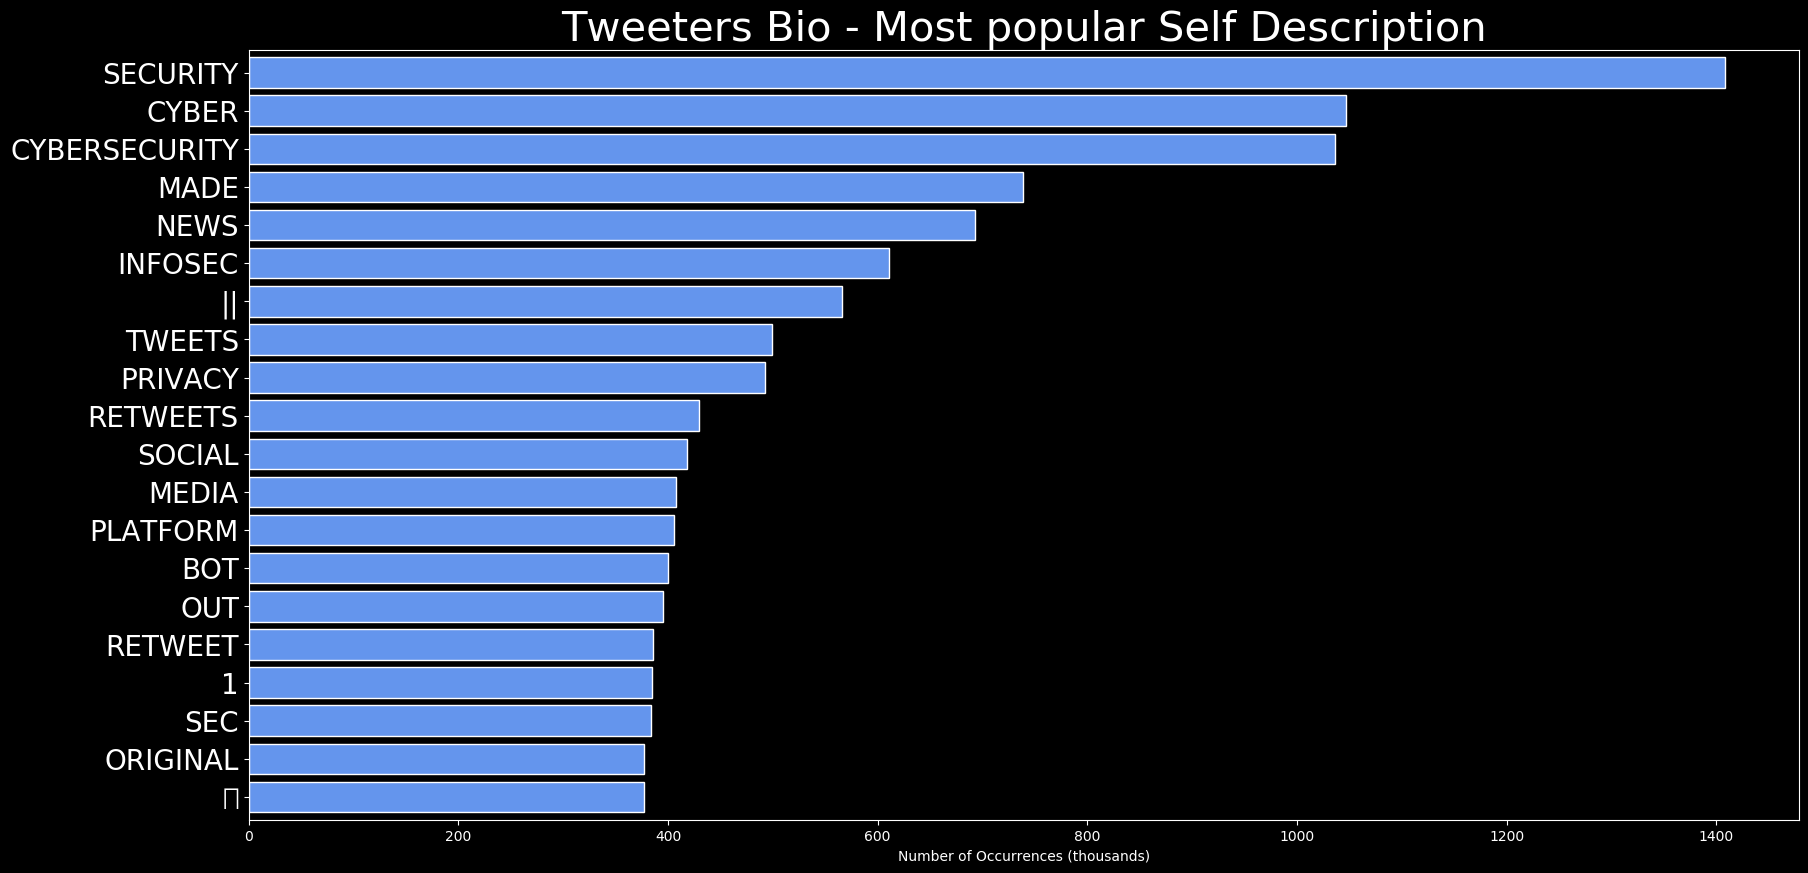 Tweeters Bio - Most popular Self Description
SECURITY
CYBER
CYBERSECURITY
MADE
NEWS
INFOSEC
||
TWEETS
PRIVACY
RETWEETS
SOCIAL
MEDIA
PLATFORM
BOT
OUT
RETWEET
1
SEC
ORIGINAL
0 200 400 600 800 1000 1200 1400
Number of Occurrences (thousands)